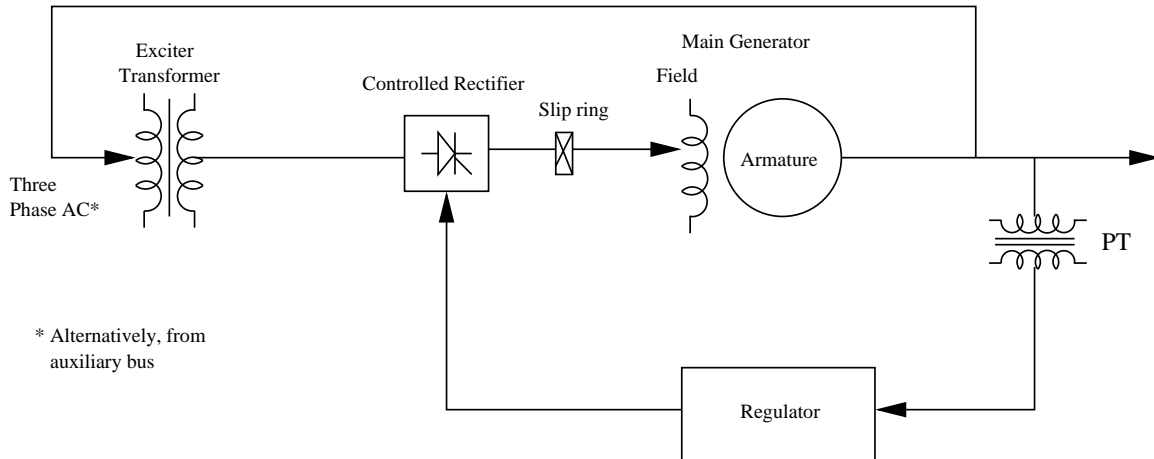 Exciter
Transformer
Controlled Rectifier
Slip ring
Main Generator
Field
Armature
Three
Phase AC*
PT
* Alternatively, from
auxiliary bus
Regulator